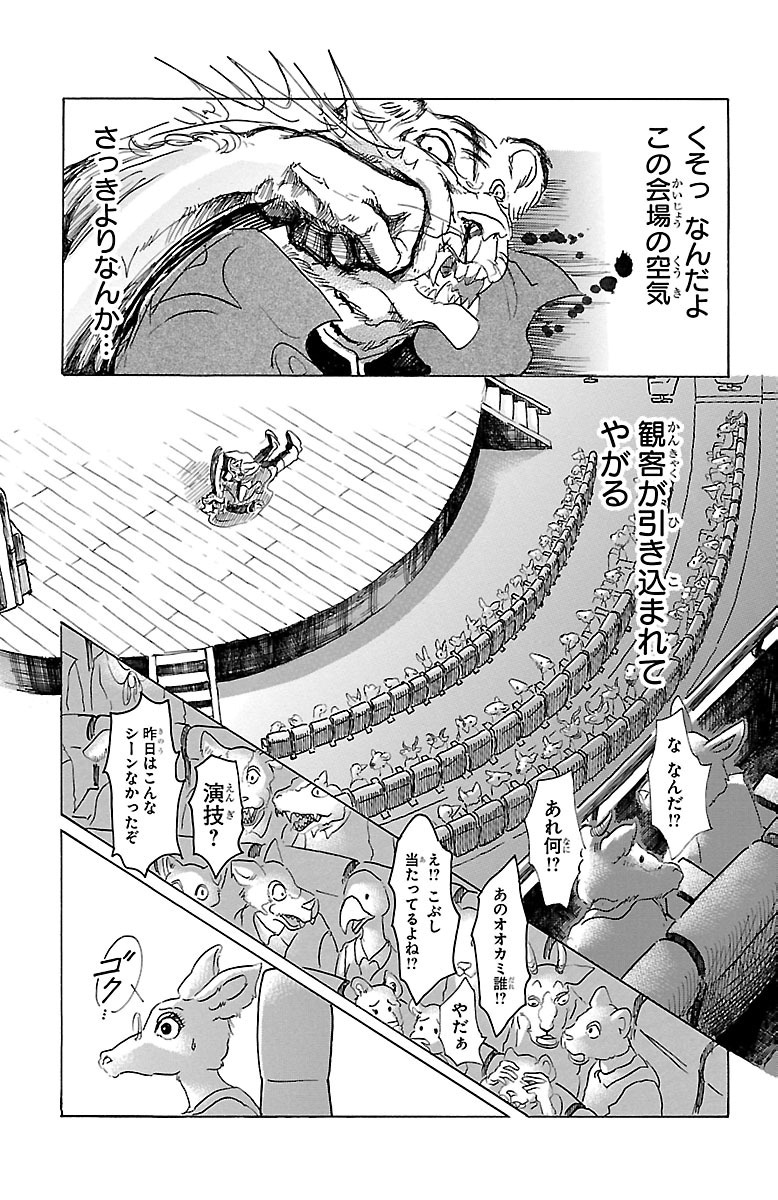 くそっ なんだよ
この会場の空気
さっきよりなんか…
観客が引き込まれて
やがる
な なんだ!?
あれ何!?
あのオオカミ誰!?
え!? こぶし
当たってるよね!?
やだぁ
演技?
昨日はこんな
シーンなかったぞ
ゴク…